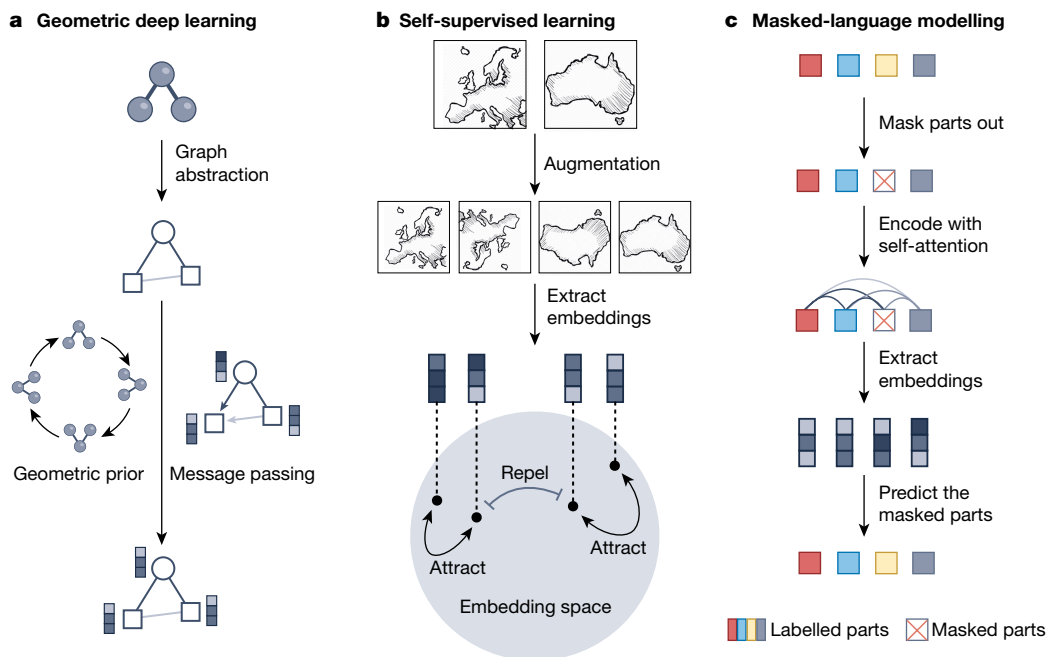 a Geometric deep learning
Graph
abstraction
Geometric prior
Message passing
b Self-supervised learning
Augmentation
Extract
embeddings
Repel
Attract
Attract
Embedding space
c Masked-language modelling
Mask parts out
Encode with
self-attention
Extract
embeddings
Predict the
masked parts
Labelled parts
Masked parts